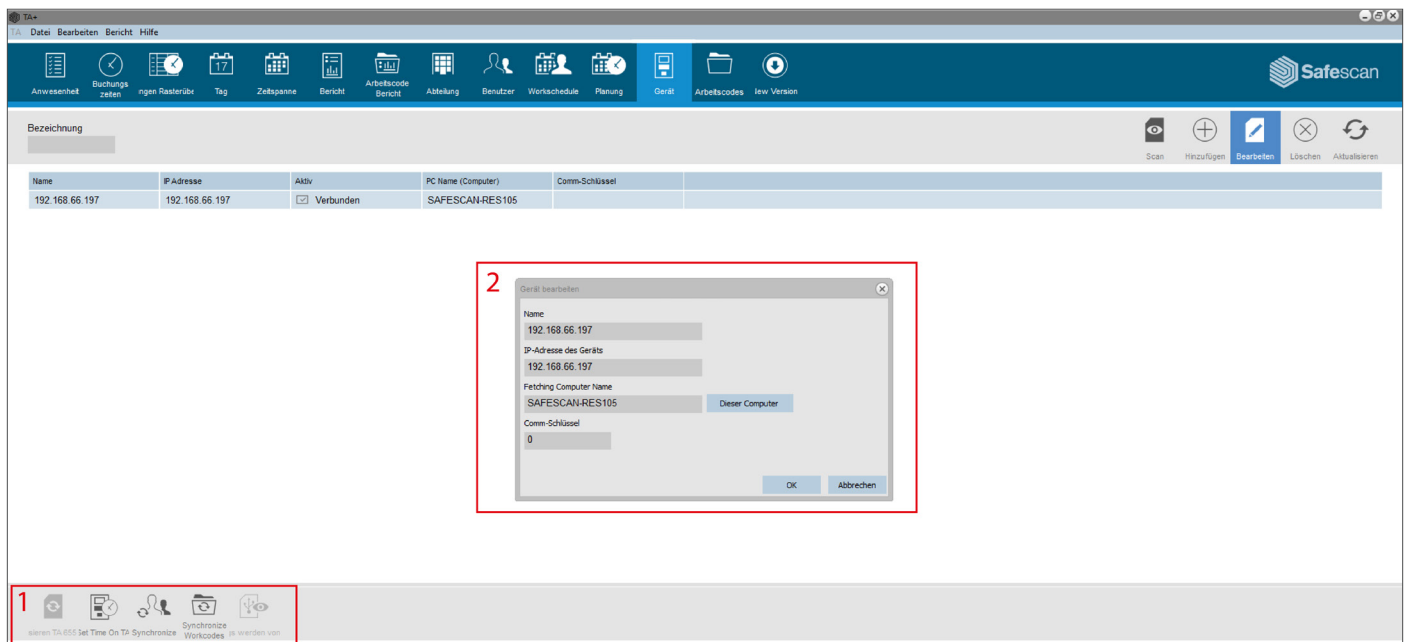 TA+
TA Datei Bearbeiten Bericht Hilfe
Anwesenheit
Buchungs
zeiten
ngen Rasterübe
Tag
17
Zeitspanne
Bericht
Arbeitscode
Bericht
Abteilung
Benutzer
Workschedule
Planung
Gerät
Arbeitscodes
New Version
Safescan
Bezeichnung
Scan
Hinzufügen
Bearbeiten
Löschen
Aktualisieren
Name IP Adresse Aktiv PC Name (Computer) Comm-Schlüssel
192.168.66.197 192.168.66.197 Verbunden SAFESCAN-RES105
2
Gerät bearbeiten
Name
192.168.66.197
IP-Adresse des Geräts
192.168.66.197
Fetching Computer Name
SAFESCAN-RES105 Dieser Computer
Comm-Schlüssel
0
OK Abbrechen
1
sieren TA 855
Set Time On TA
Synchronize
Synchronize
Workcodes
werden von